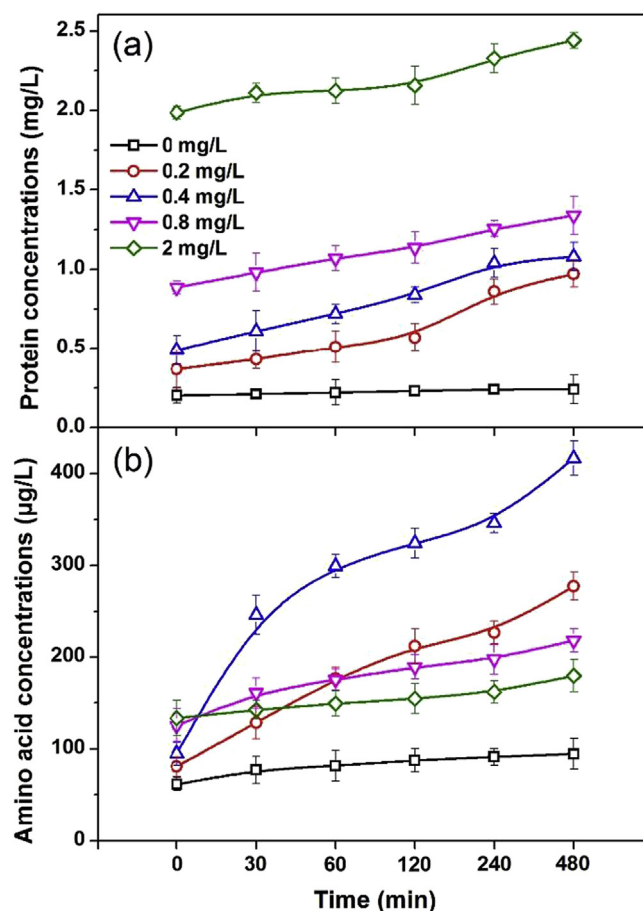 (a)
Protein concentrations (mg/L)
2.5
2.0
1.5
1.0
0.5
0.0
0 mg/L
0.2 mg/L
0.4 mg/L
0.8 mg/L
2 mg/L
(b)
Amino acid concentrations (µg/L)
400
300
200
100
0
0 30 60 120 240 480
Time (min)